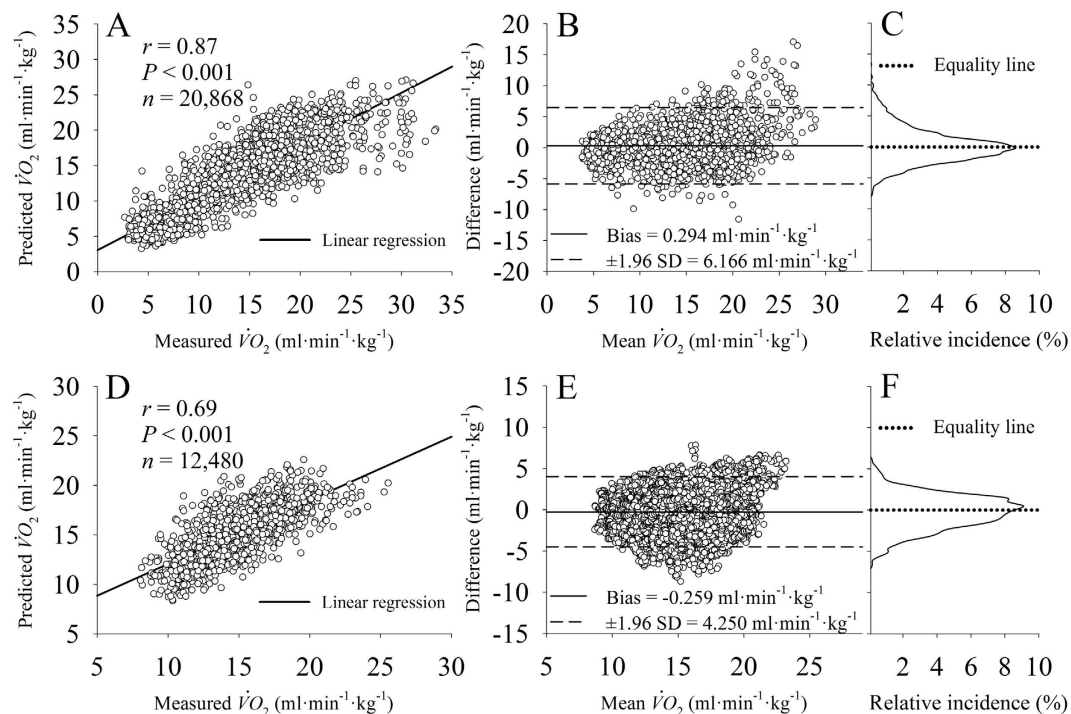 A
r = 0.87
P < 0.001
n = 20,868
Predicted V̇O₂ (ml·min⁻¹·kg⁻¹)
35
30
25
20
15
10
5
0
Linear regression
0 5 10 15 20 25 30 35
Measured V̇O₂ (ml·min⁻¹·kg⁻¹)
B
Difference (ml·min⁻¹·kg⁻¹)
20
15
10
5
0
-5
-10
-15
-20
Bias = 0.294 ml·min⁻¹·kg⁻¹
±1.96 SD = 6.166 ml·min⁻¹·kg⁻¹)
0 5 10 15 20 25 30
Mean V̇O₂ (ml·min⁻¹·kg⁻¹)
C
Equality line
2 4 6 8 10
Relative incidence (%)
D
r = 0.69
P < 0.001
n = 12,480
Predicted V̇O₂ (ml·min⁻¹·kg⁻¹)
30
25
20
15
10
5
Linear regression
5 10 15 20 25 30
Measured V̇O₂ (ml·min⁻¹·kg⁻¹)
E
Difference (ml·min⁻¹·kg⁻¹)
15
10
5
0
-5
-10
-15
Bias = -0.259 ml·min⁻¹·kg⁻¹
±1.96 SD = 4.250 ml·min⁻¹·kg⁻¹)
5 10 15 20 25
Mean V̇O₂ (ml·min⁻¹·kg⁻¹)
F
Equality line
2 4 6 8 10
Relative incidence (%)